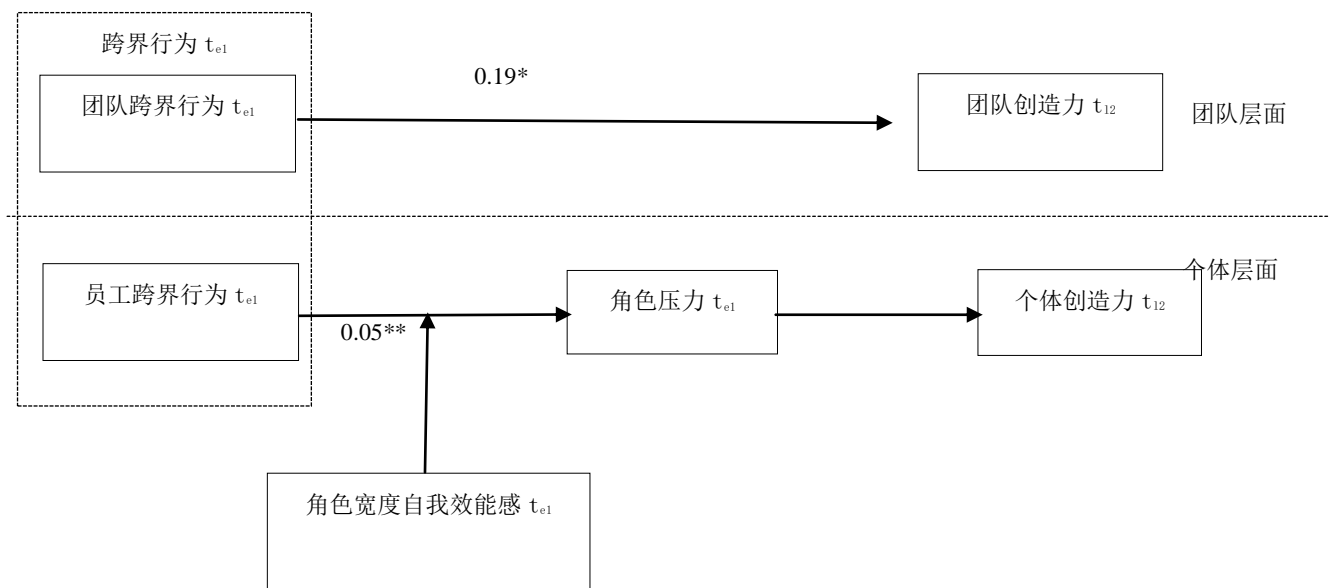 跨界行为 tₑ₁
0.19*
团队跨界行为 tₑ₁
团队创造力 tₗ₂
团队层面
个体层面
员工跨界行为 tₑ₁
角色压力 tₑ₁
个体创造力 tₗ₂
0.05**
角色宽度自我效能感 tₑ₁